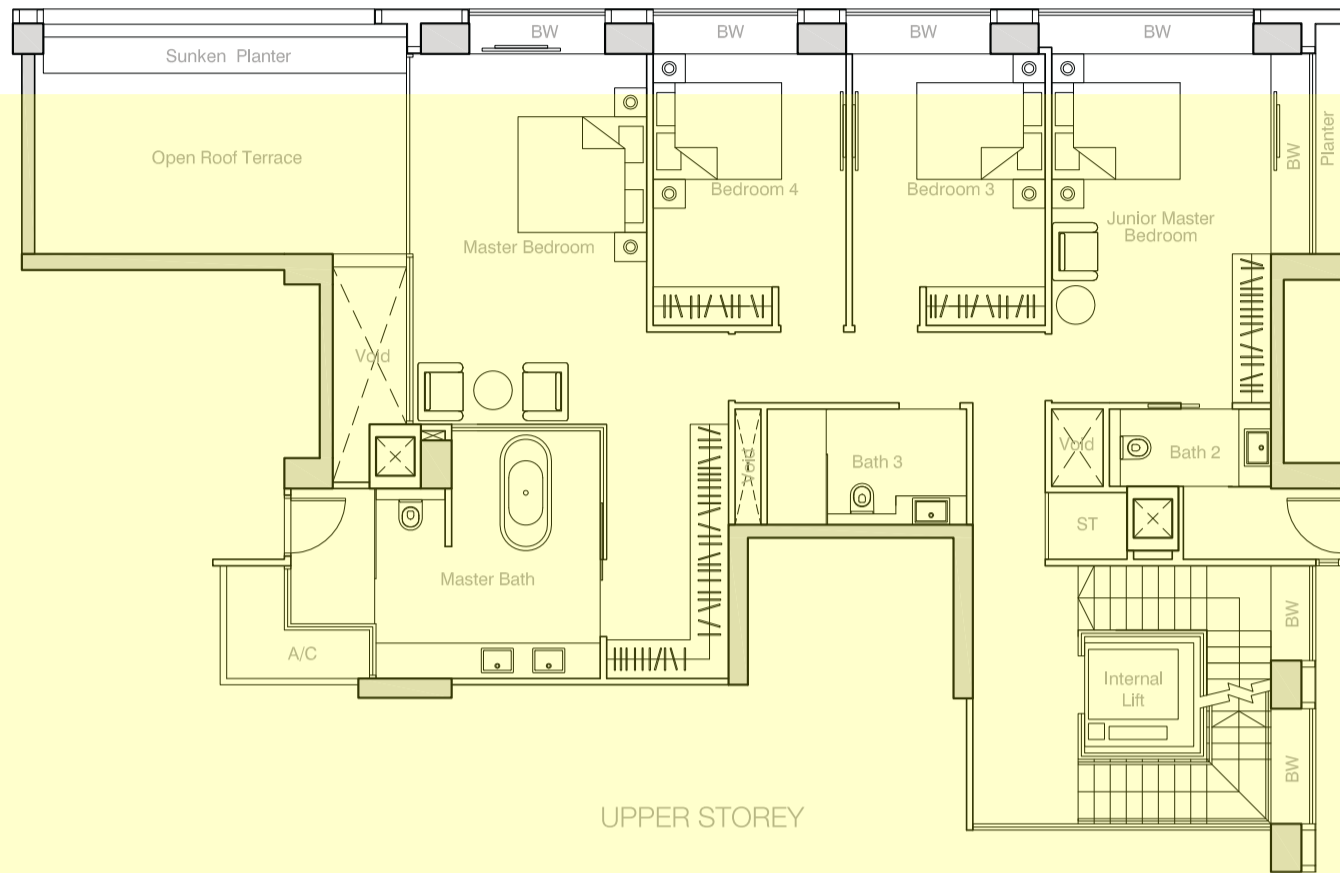 BW
BW
BW
BW
Sunken Planter
Planter
Open Roof Terrace
BW
Bedroom 4
Bedroom 3
Junior Master
Bedroom
Master Bedroom
Void
Void
Void
Bath 3
Bath 2
ST
Master Bath
BW
A/C
Internal
Lift
BW
UPPER STOREY